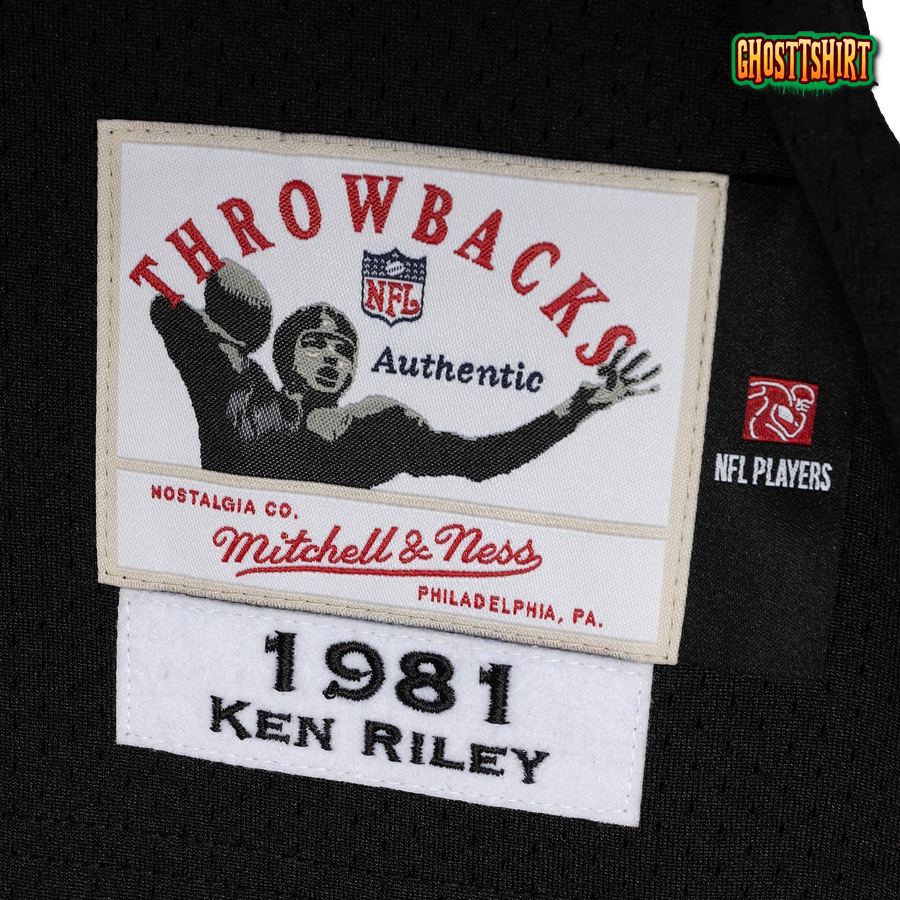 GHOSTTSHIRT
THROWBACKS
NFL
Authentic
NFL PLAYERS
NOSTALGIA CO.
Mitchell & Ness
PHILADELPHIA, PA.
1981
KEN RILEY